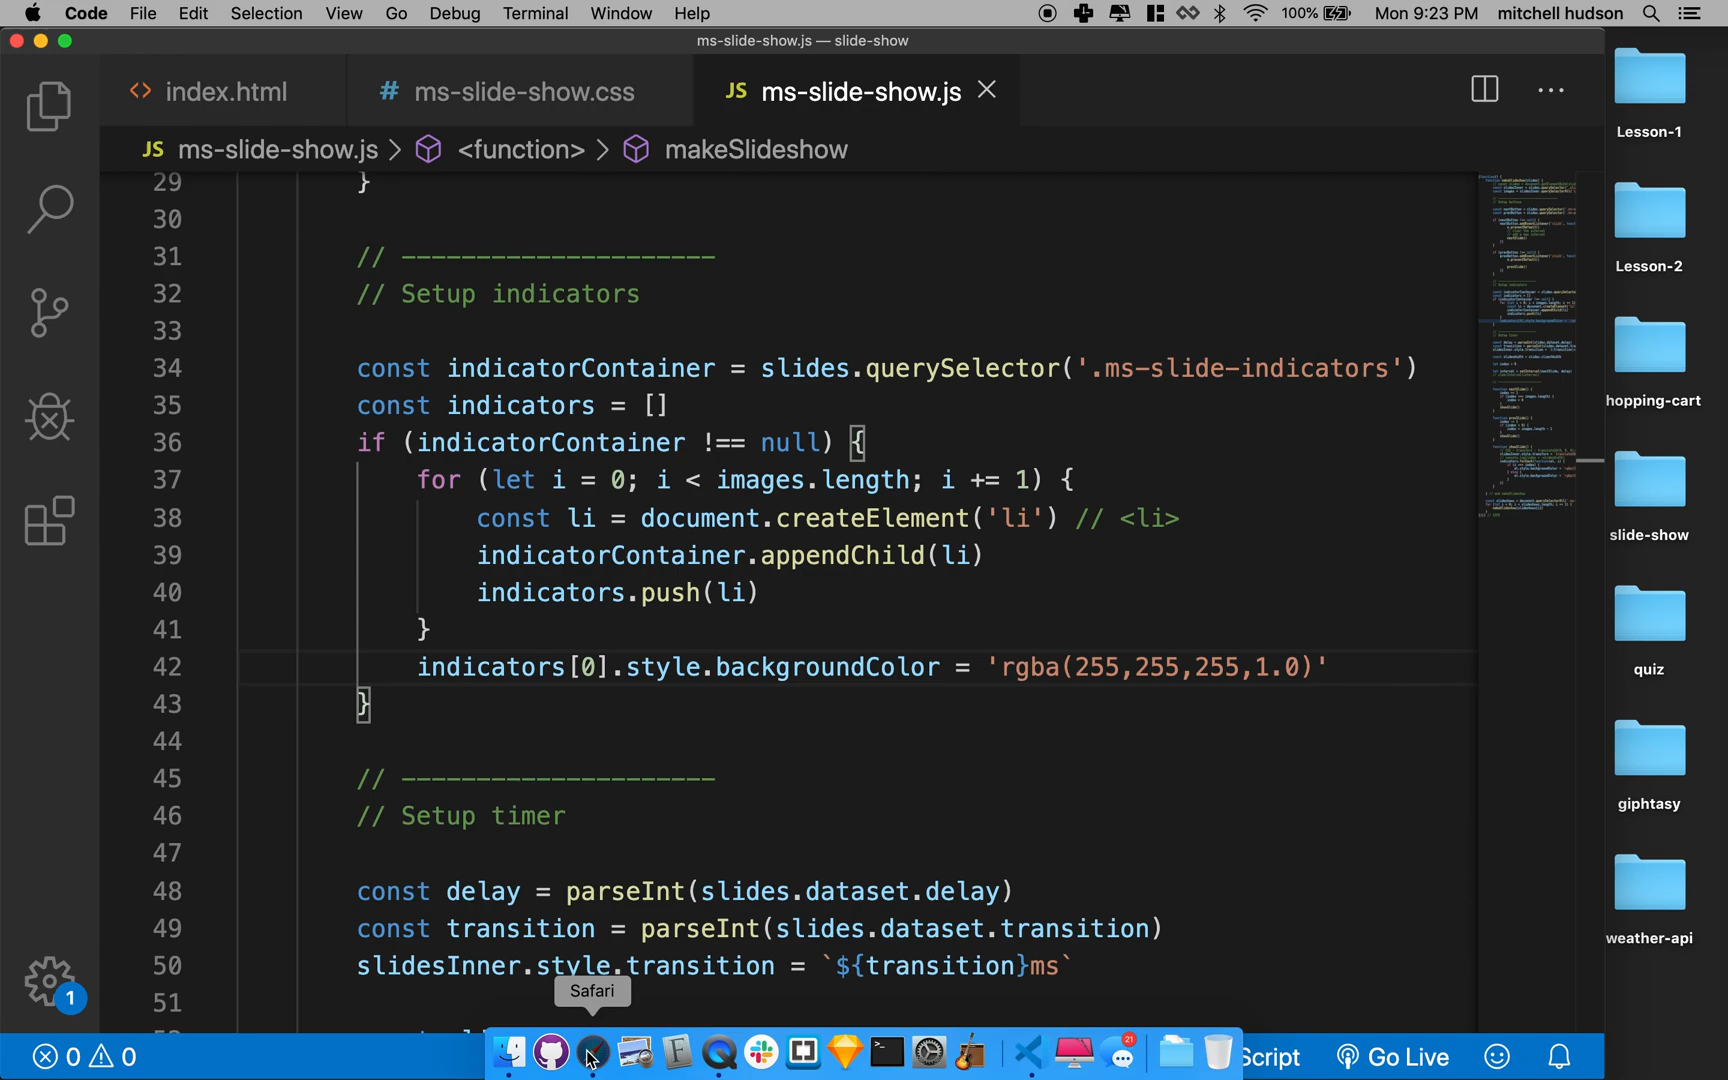 Code File Edit Selection View Go Debug Terminal Window Help 100% Mon 9:23 PM mitchell hudson
ms-slide-show.js — slide-show
<> index.html # ms-slide-show.css JS ms-slide-show.js
JS ms-slide-show.js > <function> > makeSlideshow
29 }
30
31 // ---------------------
32 // Setup indicators
33
34 const indicatorContainer = slides.querySelector('.ms-slide-indicators')
35 const indicators = []
36 if (indicatorContainer !== null) {
37 for (let i = 0; i < images.length; i += 1) {
38 const li = document.createElement('li') // <li>
39 indicatorContainer.appendChild(li)
40 indicators.push(li)
41 }
42 indicators[0].style.backgroundColor = 'rgba(255,255,255,1.0)'
43 }
44
45 // ---------------------
46 // Setup timer
47
48 const delay = parseInt(slides.dataset.delay)
49 const transition = parseInt(slides.dataset.transition)
50 slidesInner.style.transition = `${transition}ms`
51
Safari
1
0 0
21
Script Go Live
Lesson-1
Lesson-2
hopping-cart
slide-show
quiz
giphtasy
weather-api